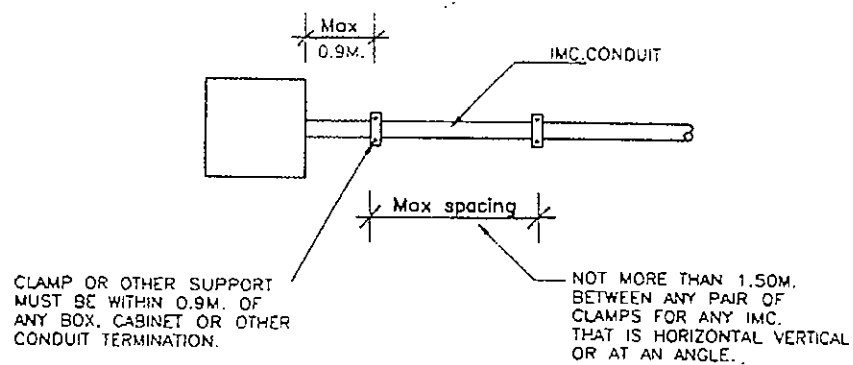 Max
0.9M.
IMC.CONDUIT
Max spacing
CLAMP OR OTHER SUPPORT
MUST BE WITHIN 0.9M. OF
ANY BOX, CABINET OR OTHER
CONDUIT TERMINATION.
NOT MORE THAN 1.50M.
BETWEEN ANY PAIR OF
CLAMPS FOR ANY IMC.
THAT IS HORIZONTAL VERTICAL
OR AT AN ANGLE.